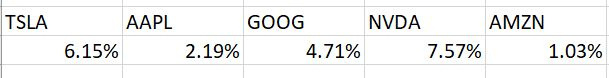 TSLA AAPL GOOG NVDA AMZN
6.15% 2.19% 4.71% 7.57% 1.03%